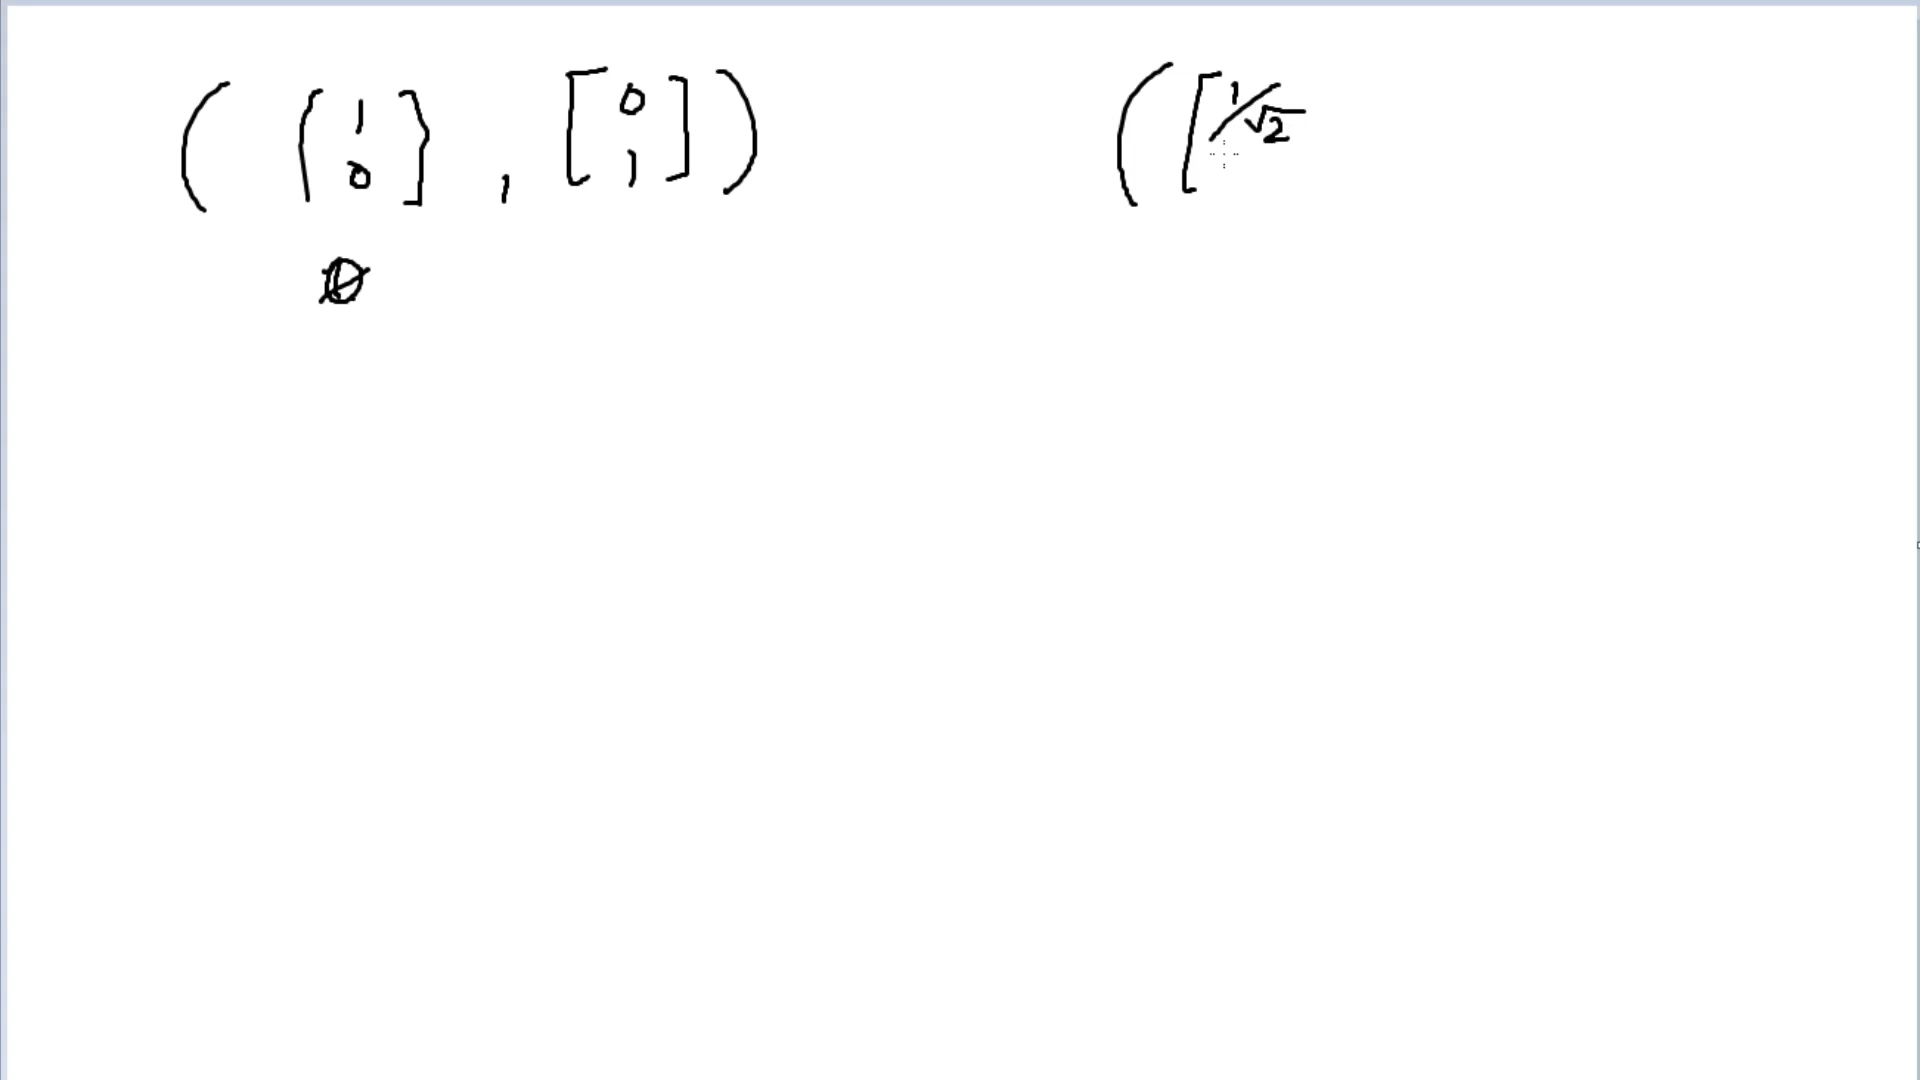 ( [ 1 ] , [ 0 ] ) ( [ 1/√2
0 1